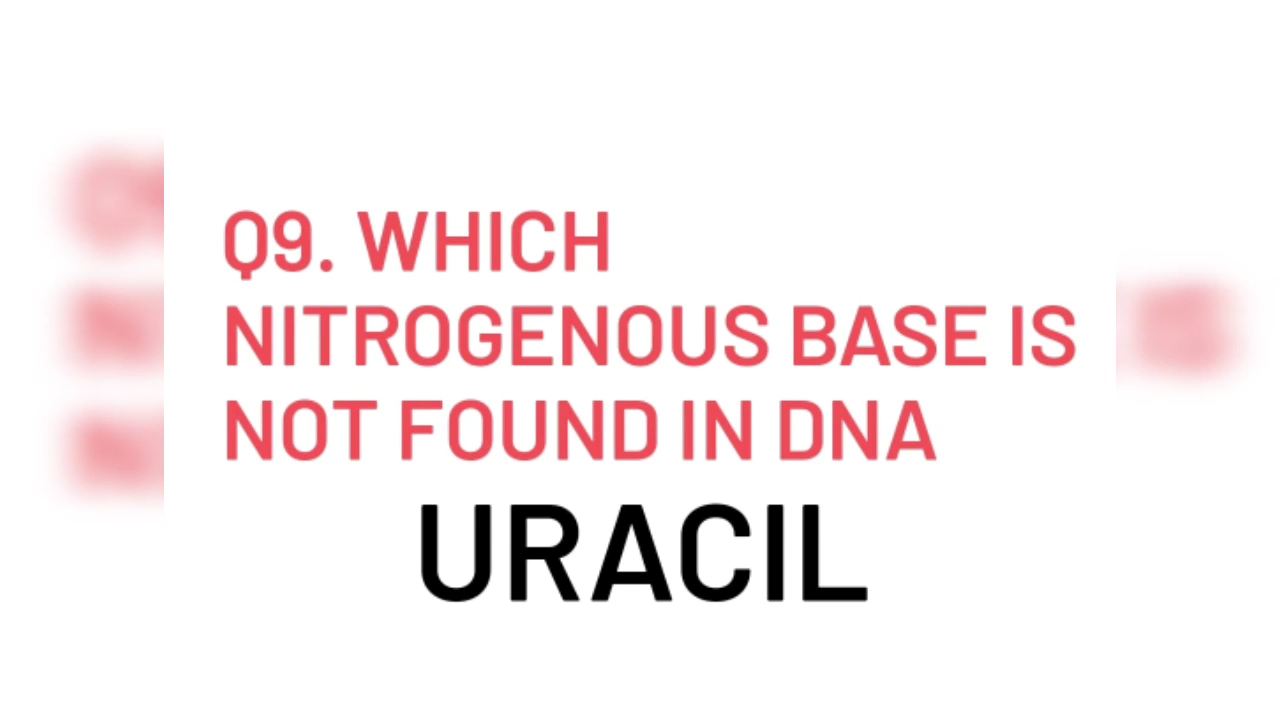 Q9. WHICH
NITROGENOUS BASE IS
NOT FOUND IN DNA
URACIL